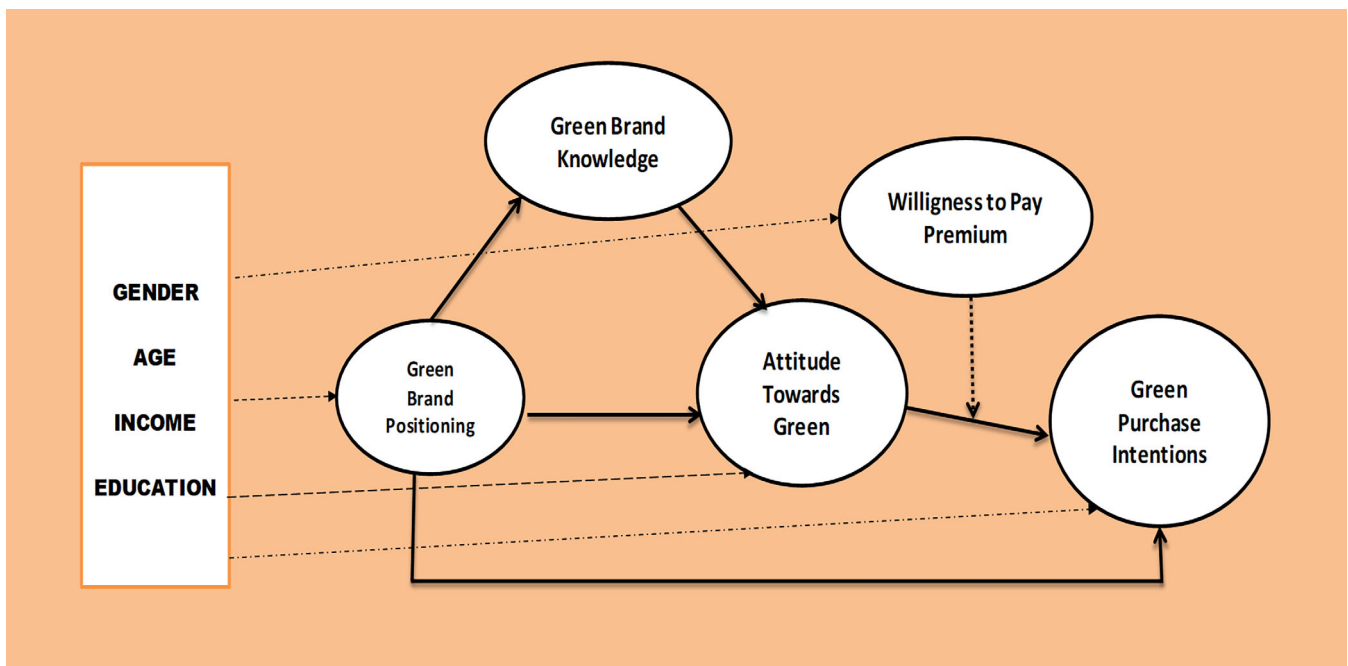 Green Brand
Knowledge
Willigness to Pay
Premium
GENDER
AGE
INCOME
EDUCATION
Green
Brand
Positioning
Attitude
Towards
Green
Green
Purchase
Intentions